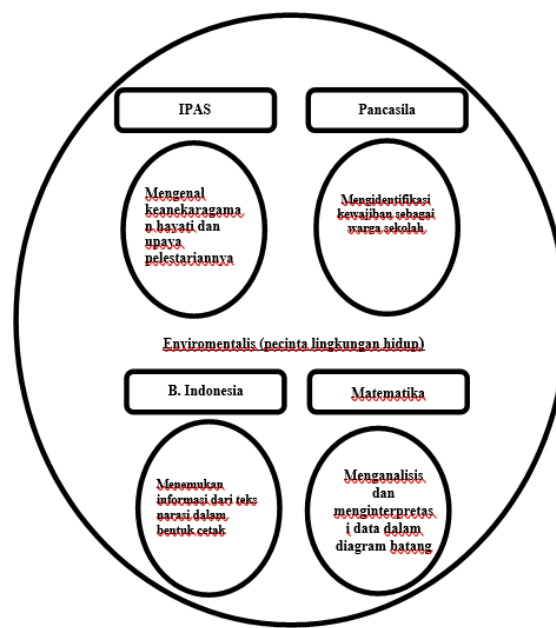 IPAS
Pancasila
Mengenal
keanekaragama
n hayati dan
upaya
pelestariannya
Mengidentifikasi
kewajiban sebagai
warga sekolah
Enviromentalis (pecinta lingkungan hidup)
B. Indonesia
Matematika
Menemukan
informasi dari teks
narasi dalam
bentuk cetak
Menganalisis
dan
menginterpretas
i data dalam
diagram batang